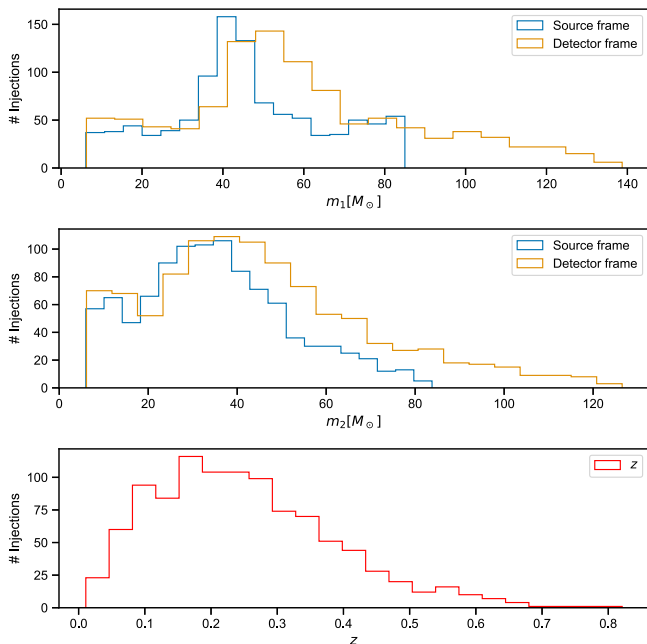 150
100
50
0
# Injections
Source frame
Detector frame
0 20 40 60 80 100 120 140
m₁[M⊙]
100
80
60
40
20
0
# Injections
Source frame
Detector frame
0 20 40 60 80 100 120
m₂[M⊙]
100
75
50
25
0
# Injections
z
0.0 0.1 0.2 0.3 0.4 0.5 0.6 0.7 0.8
z